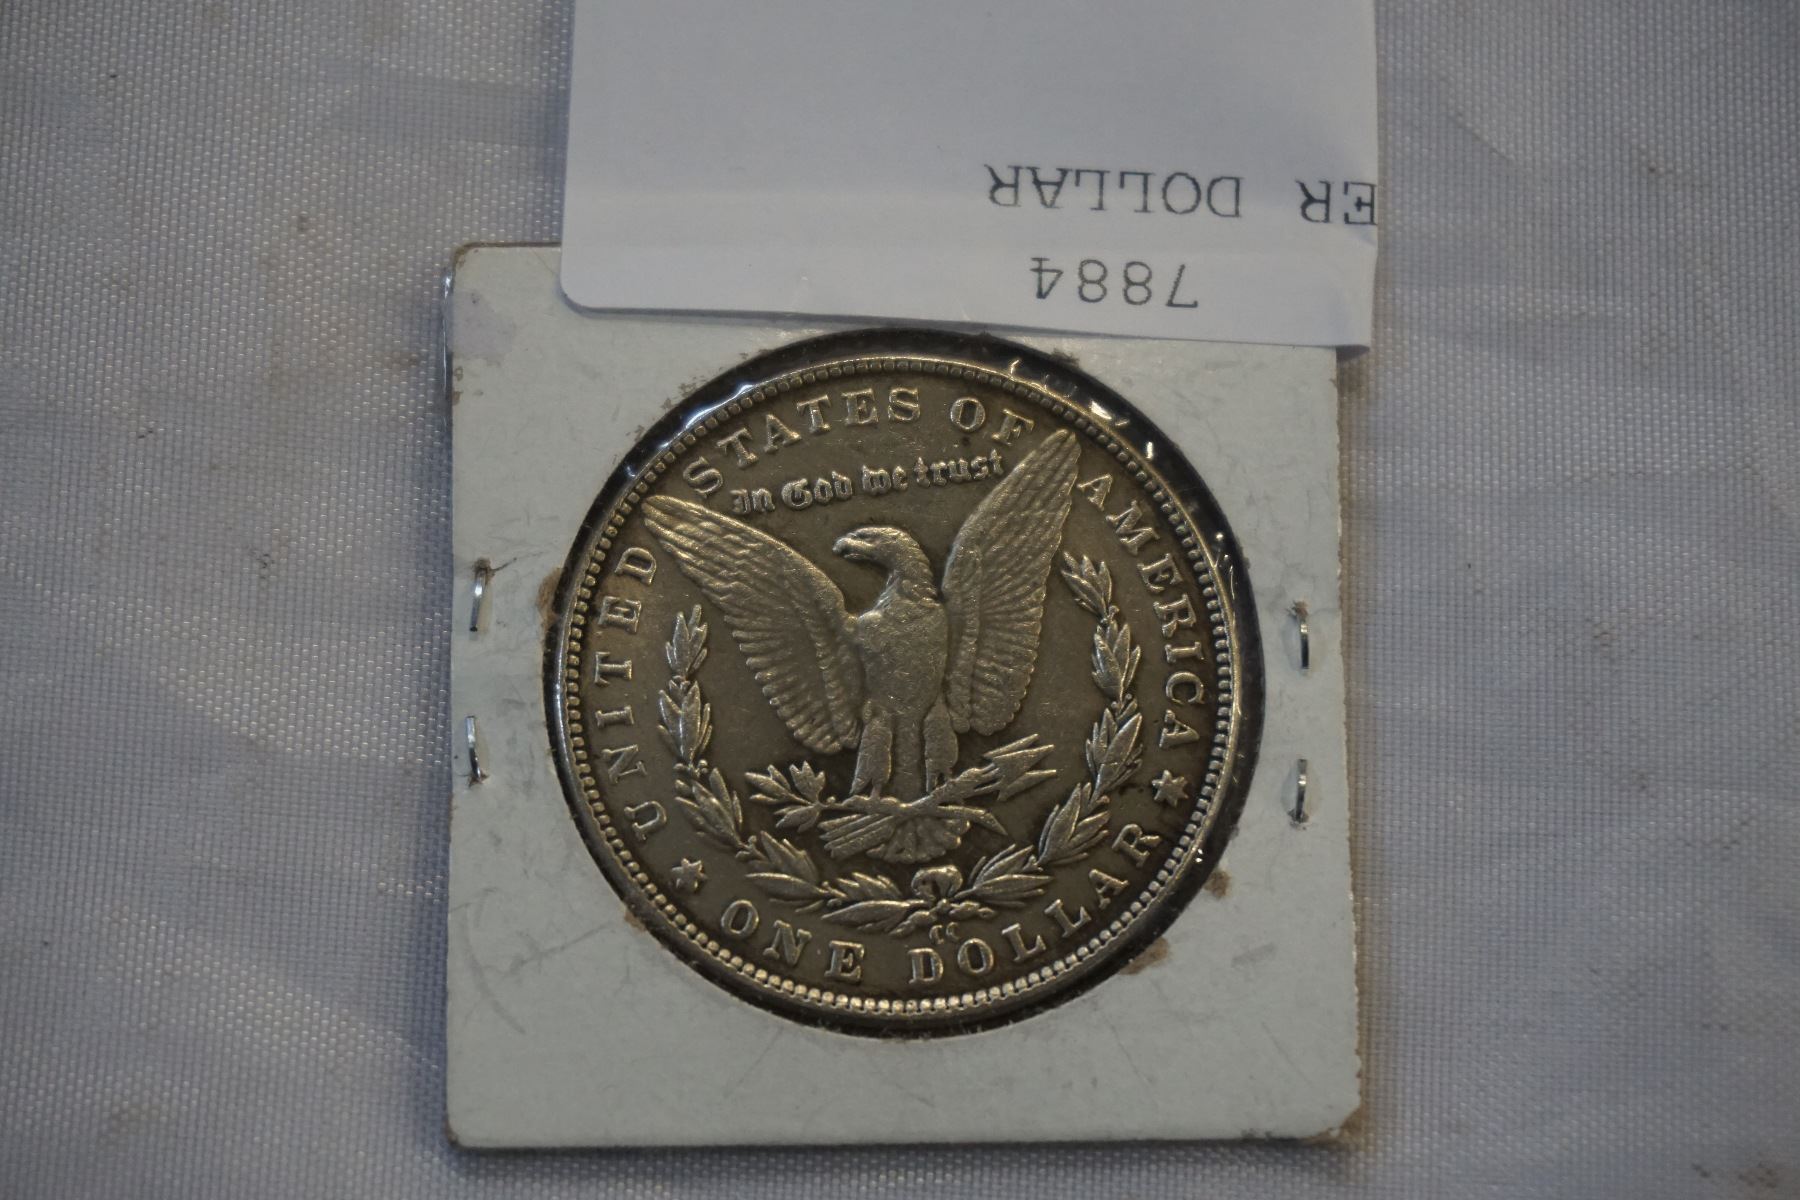 ER DOLLAR
7884
UNITED STATES OF AMERICA
In God we trust
ONE DOLLAR
CC